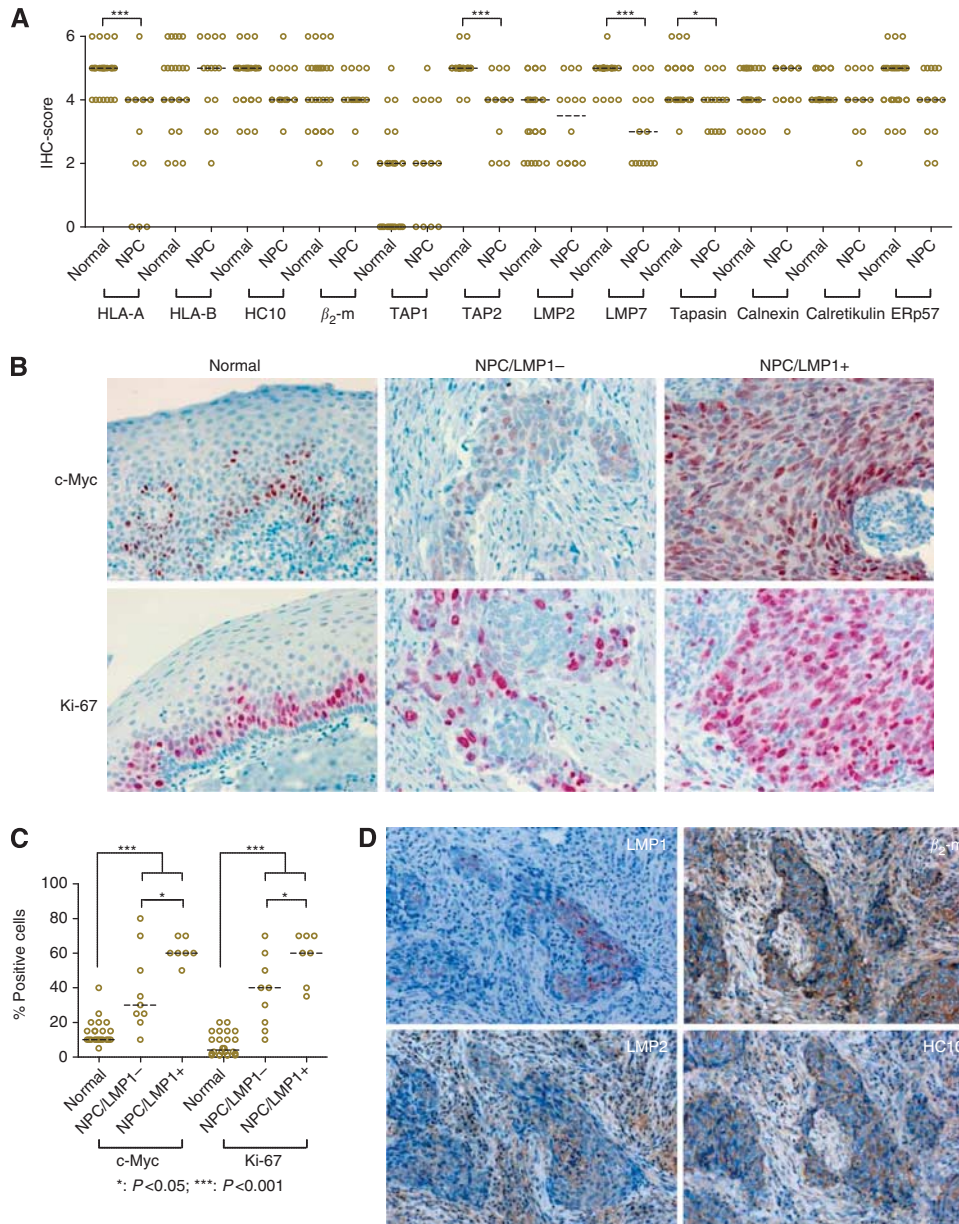 A
*** *** *** *
IHC-score
6
4
2
0
Normal NPC Normal NPC Normal NPC Normal NPC Normal NPC Normal NPC Normal NPC Normal NPC Normal NPC Normal NPC Normal NPC Normal NPC
HLA-A HLA-B HC10 β2-m TAP1 TAP2 LMP2 LMP7 Tapasin Calnexin Calretikulin ERp57
B
Normal NPC/LMP1– NPC/LMP1+
c-Myc
Ki-67
C
*** ***
* *
% Positive cells
100
80
60
40
20
0
Normal NPC/LMP1– NPC/LMP1+ Normal NPC/LMP1– NPC/LMP1+
c-Myc Ki-67
*: P<0.05; ***: P<0.001
D
LMP1 β2-m
LMP2 HC10